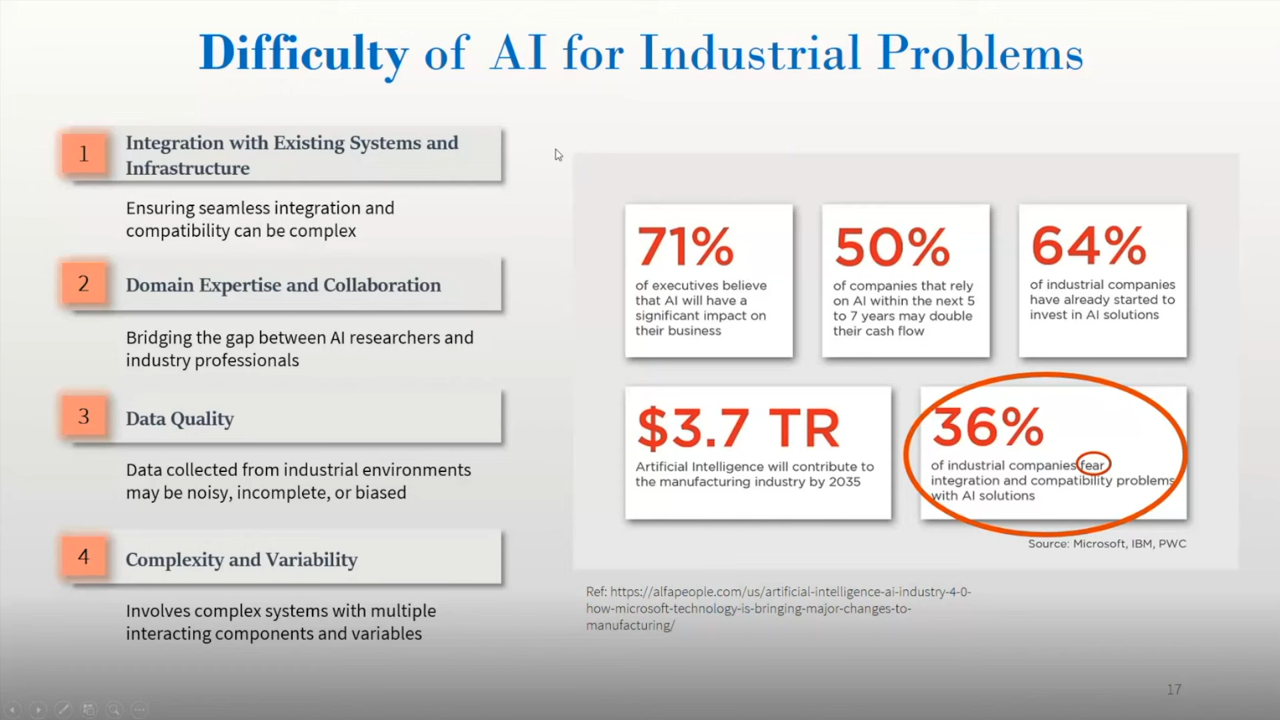 Difficulty of AI for Industrial Problems
1
Integration with Existing Systems and
Infrastructure
Ensuring seamless integration and
compatibility can be complex
2
Domain Expertise and Collaboration
Bridging the gap between AI researchers and
industry professionals
3
Data Quality
Data collected from industrial environments
may be noisy, incomplete, or biased
4
Complexity and Variability
Involves complex systems with multiple
interacting components and variables
71%
of executives believe
that AI will have a
significant impact on
their business
50%
of companies that rely
on AI within the next 5
to 7 years may double
their cash flow
64%
of industrial companies
have already started to
invest in AI solutions
$3.7 TR
Artificial Intelligence will contribute to
the manufacturing industry by 2035
36%
of industrial companies fear
integration and compatibility problems
with AI solutions
Source: Microsoft, IBM, PWC
Ref: https://alfapeople.com/us/artificial-intelligence-ai-industry-4-0-
how-microsoft-technology-is-bringing-major-changes-to-
manufacturing/
17